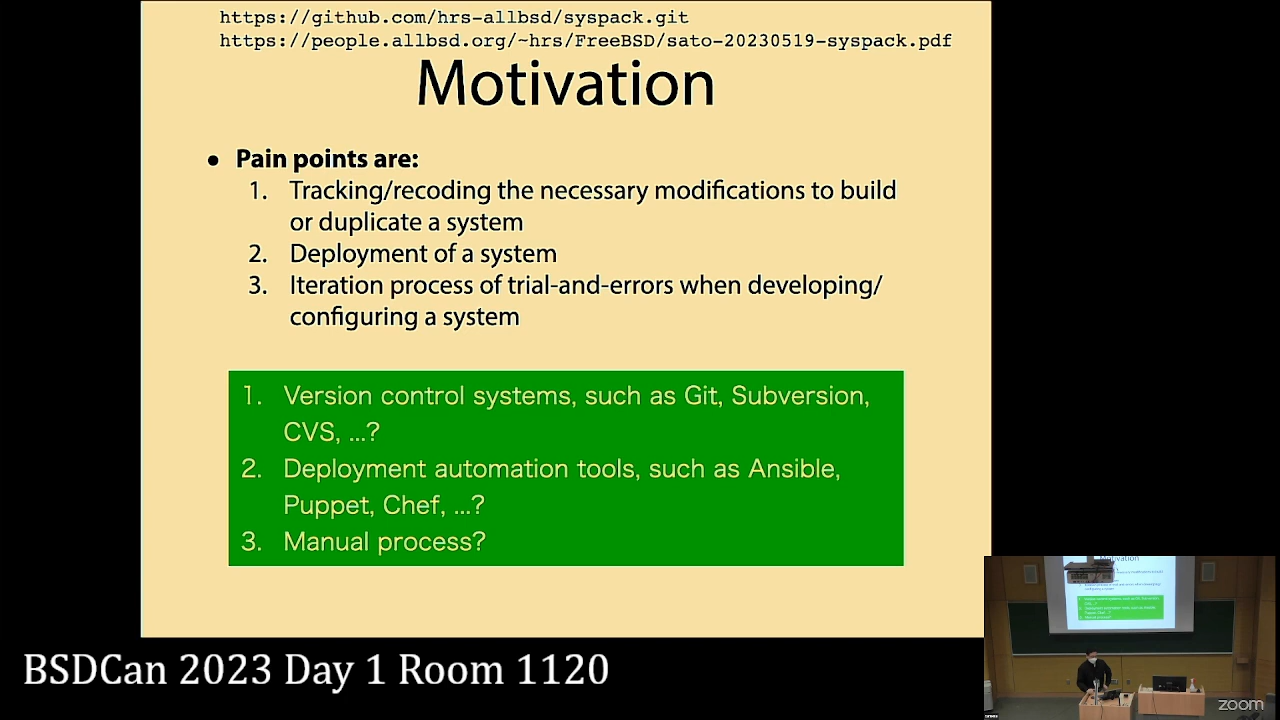 https://github.com/hrs-allbsd/syspack.git
https://people.allbsd.org/~hrs/FreeBSD/sato-20230519-syspack.pdf
Motivation
• Pain points are:
1. Tracking/recoding the necessary modifications to build
or duplicate a system
2. Deployment of a system
3. Iteration process of trial-and-errors when developing/
configuring a system
1. Version control systems, such as Git, Subversion,
CVS, ...?
2. Deployment automation tools, such as Ansible,
Puppet, Chef, ...?
3. Manual process?
Motivation
BSDCan 2023 Day 1 Room 1120
zoom